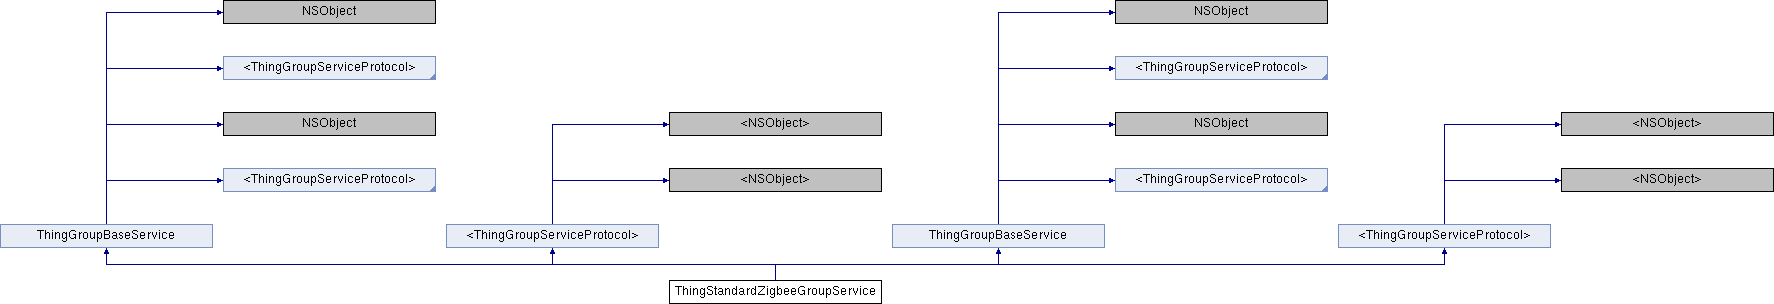 NSObject NSObject
<ThingGroupServiceProtocol> <ThingGroupServiceProtocol>
NSObject <NSObject> NSObject <NSObject>
<ThingGroupServiceProtocol> <NSObject> <ThingGroupServiceProtocol> <NSObject>
ThingGroupBaseService <ThingGroupServiceProtocol> ThingGroupBaseService <ThingGroupServiceProtocol>
ThingStandardZigbeeGroupService